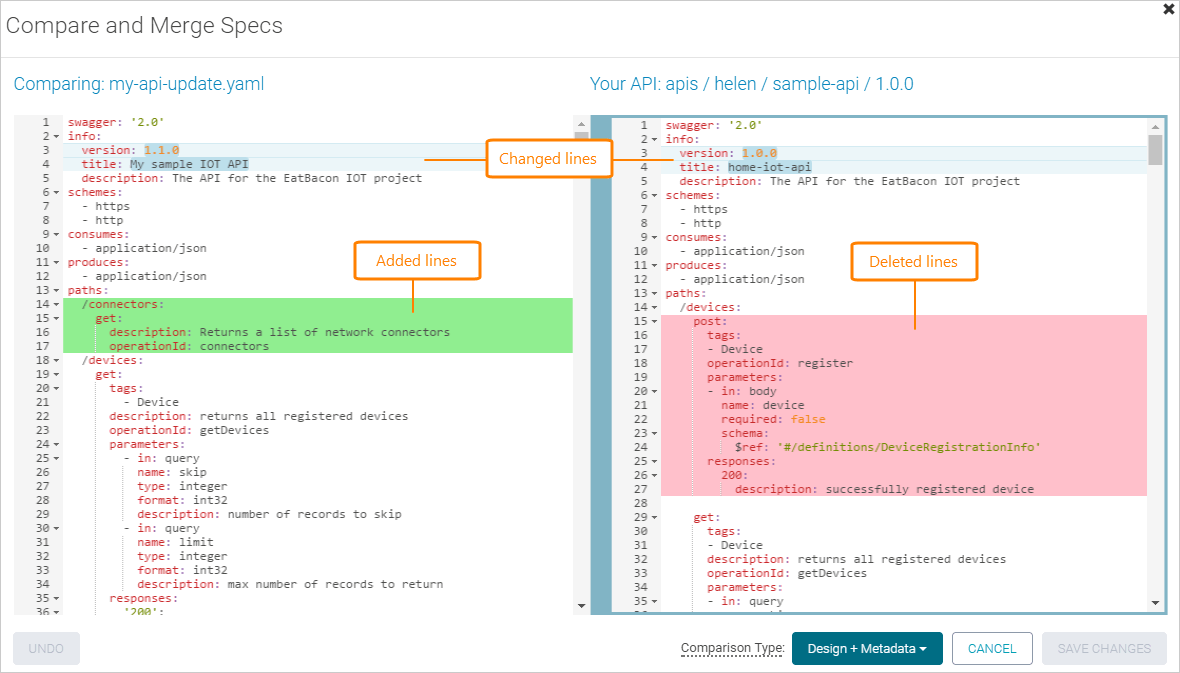 Compare and Merge Specs
Comparing: my-api-update.yaml
1 swagger: '2.0'
2 info:
3 version: 1.1.0
4 title: My sample IOT API
5 description: The API for the EatBacon IOT project
6 schemes:
7 - https
8 - http
9 consumes:
10 - application/json
11 produces:
12 - application/json
13 paths:
14 /connectors:
15 get:
16 description: Returns a list of network connectors
17 operationId: connectors
18 /devices:
19 get:
20 tags:
21 - Device
22 description: returns all registered devices
23 operationId: getDevices
24 parameters:
25 - in: query
26 name: skip
27 type: integer
28 format: int32
29 description: number of records to skip
30 - in: query
31 name: limit
32 type: integer
33 format: int32
34 description: max number of records to return
35 responses:
36 '200':
Changed lines
Added lines
Your API: apis / helen / sample-api / 1.0.0
1 swagger: '2.0'
2 info:
3 version: 1.0.0
4 title: home-iot-api
5 description: The API for the EatBacon IOT project
6 schemes:
7 - https
8 - http
9 consumes:
10 - application/json
11 produces:
12 - application/json
13 paths:
14 /devices:
15 post:
16 tags:
17 - Device
18 operationId: register
19 parameters:
20 - in: body
21 name: device
22 required: false
23 schema:
24 $ref: '#/definitions/DeviceRegistrationInfo'
25 responses:
26 200:
27 description: successfully registered device
28
29 get:
30 tags:
31 - Device
32 description: returns all registered devices
33 operationId: getDevices
34 parameters:
35 - in: query
Deleted lines
UNDO
Comparison Type:
Design + Metadata
CANCEL
SAVE CHANGES